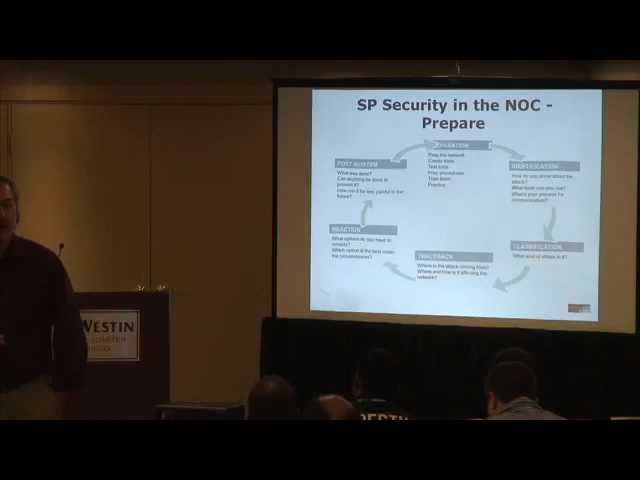 SP Security in the NOC -
Prepare
PREPARATION
Prep the network
Create tools
Test tools
Prep procedures
Train team
Practice
IDENTIFICATION
How do you know about the
attack?
What tools can you use?
What's your process for
communication?
CLASSIFICATION
What kind of attack is it?
TRACEBACK
Where is the attack coming from?
Where and how is it affecting the
network?
REACTION
What options do you have to
remedy?
Which option is the best under
the circumstances?
POST MORTEM
What was done?
Can anything be done to
prevent it?
How can it be less painful in the
future?
WESTIN
QUARTER